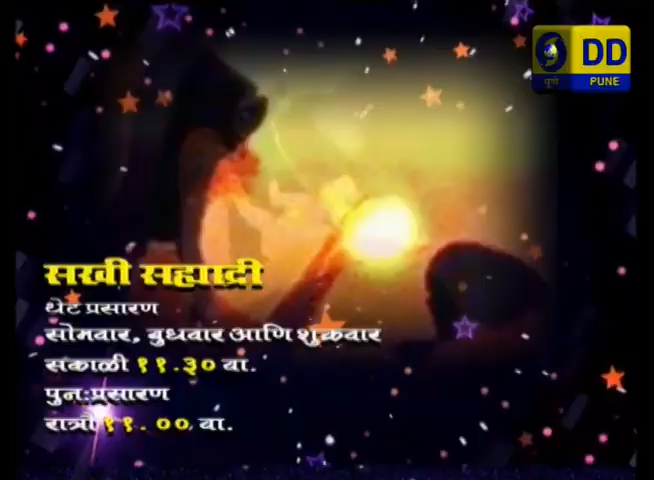 DD
पुणे PUNE
सखी सह्याद्री
थेट प्रसारण
सोमवार, बुधवार आणि शुक्रवार
सकाळी ११.३० वा.
पुन:प्रसारण
रात्रौ ११.०० वा.